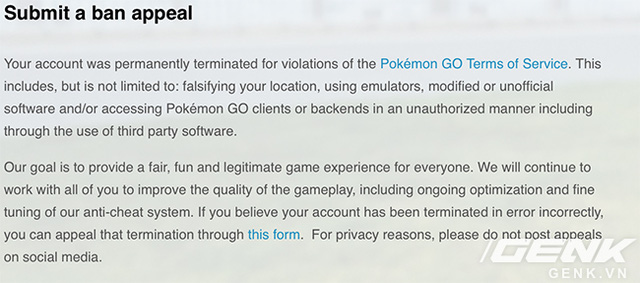 Submit a ban appeal
Your account was permanently terminated for violations of the Pokémon GO Terms of Service. This
includes, but is not limited to: falsifying your location, using emulators, modified or unofficial
software and/or accessing Pokémon GO clients or backends in an unauthorized manner including
through the use of third party software.
Our goal is to provide a fair, fun and legitimate game experience for everyone. We will continue to
work with all of you to improve the quality of the gameplay, including ongoing optimization and fine
tuning of our anti-cheat system. If you believe your account has been terminated in error incorrectly,
you can appeal that termination through this form. For privacy reasons, please do not post appeals
on social media.
GENK
GENK.VN